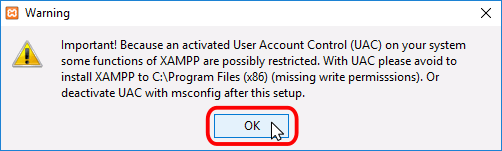 Warning
Important! Because an activated User Account Control (UAC) on your system
some functions of XAMPP are possibly restricted. With UAC please avoid to
install XAMPP to C:\Program Files (x86) (missing write permisssions). Or
deactivate UAC with msconfig after this setup.
OK